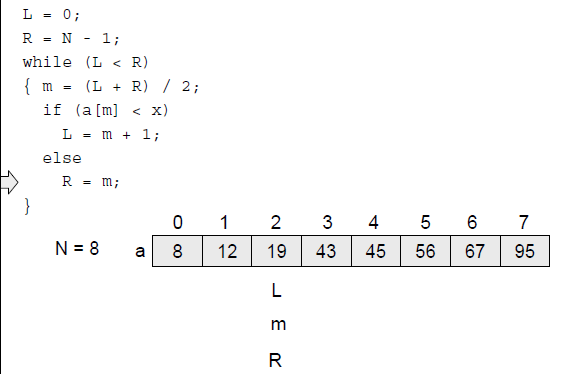 L = 0;
R = N - 1;
while (L < R)
{ m = (L + R) / 2;
if (a[m] < x)
L = m + 1;
else
R = m;
}
0 1 2 3 4 5 6 7
N = 8 a 8 12 19 43 45 56 67 95
L
m
R